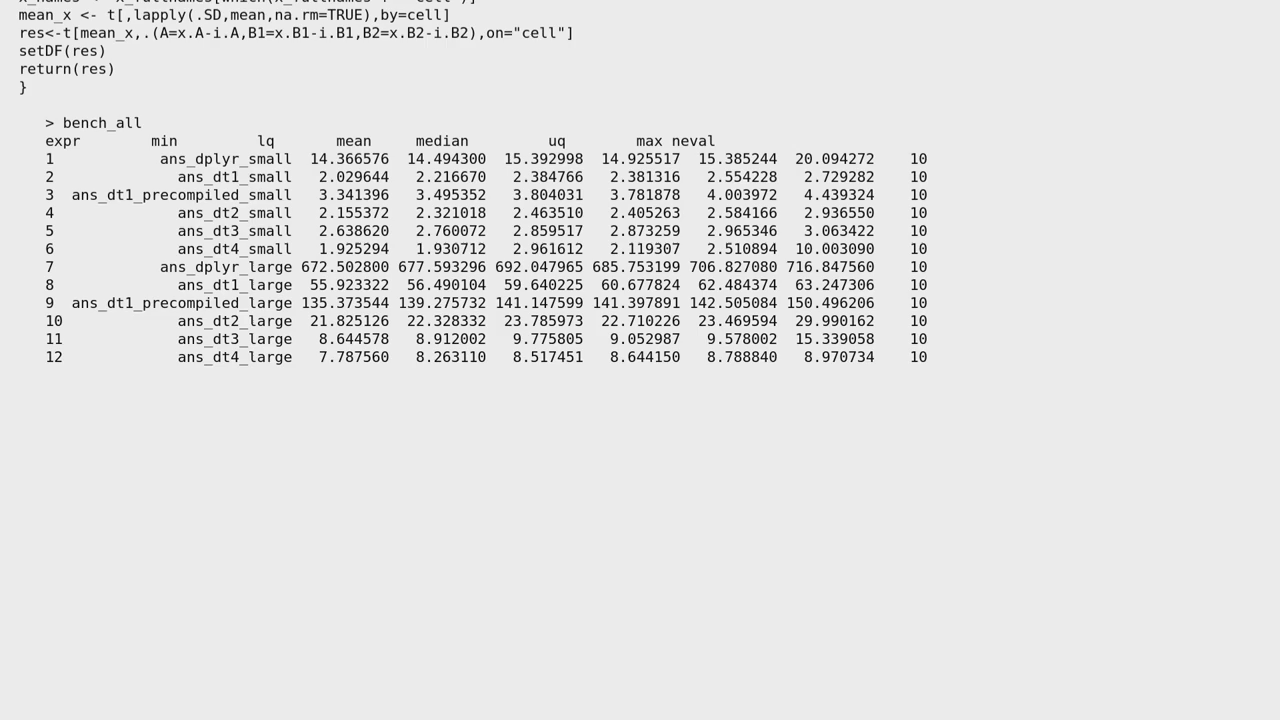 mean_x <- t[,lapply(.SD,mean,na.rm=TRUE),by=cell]
res<-t[mean_x,.(A=x.A-i.A,B1=x.B1-i.B1,B2=x.B2-i.B2),on="cell"]
setDF(res)
return(res)
}
> bench_all
expr min lq mean median uq max neval
1 ans_dplyr_small 14.366576 14.494300 15.392998 14.925517 15.385244 20.094272 10
2 ans_dt1_small 2.029644 2.216670 2.384766 2.381316 2.554228 2.729282 10
3 ans_dt1_precompiled_small 3.341396 3.495352 3.804031 3.781878 4.003972 4.439324 10
4 ans_dt2_small 2.155372 2.321018 2.463510 2.405263 2.584166 2.936550 10
5 ans_dt3_small 2.638620 2.760072 2.859517 2.873259 2.965346 3.063422 10
6 ans_dt4_small 1.925294 1.930712 2.961612 2.119307 2.510894 10.003090 10
7 ans_dplyr_large 672.502800 677.593296 692.047965 685.753199 706.827080 716.847560 10
8 ans_dt1_large 55.923322 56.490104 59.640225 60.677824 62.484374 63.247306 10
9 ans_dt1_precompiled_large 135.373544 139.275732 141.147599 141.397891 142.505084 150.496206 10
10 ans_dt2_large 21.825126 22.328332 23.785973 22.710226 23.469594 29.990162 10
11 ans_dt3_large 8.644578 8.912002 9.775805 9.052987 9.578002 15.339058 10
12 ans_dt4_large 7.787560 8.263110 8.517451 8.644150 8.788840 8.970734 10